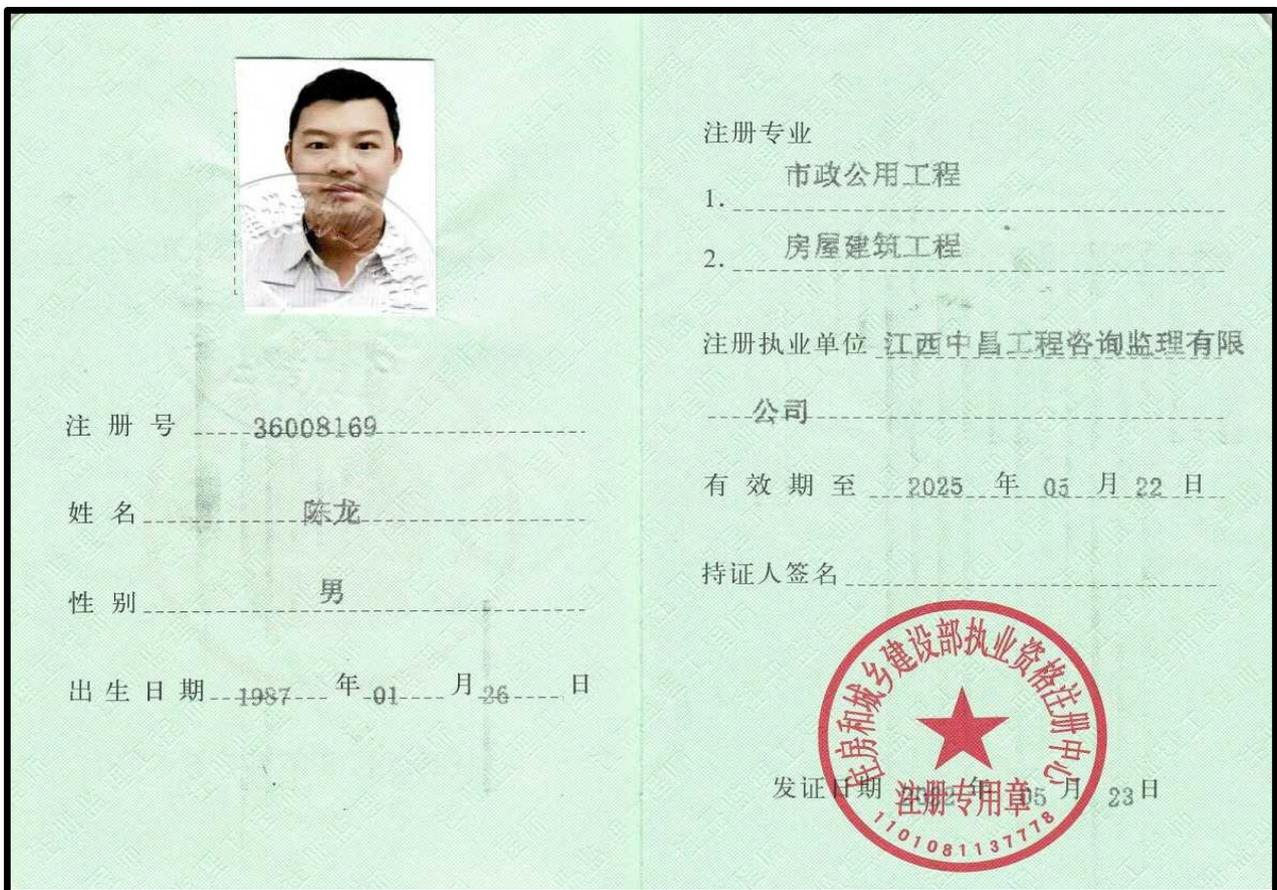 注册号 36008169
姓名 陈龙
性别 男
出生日期 1987 年 01 月 26 日
注册专业
1. 市政公用工程
2. 房屋建筑工程
注册执业单位 江西中昌工程咨询监理有限
公司
有效期至 2025 年 05 月 22 日
持证人签名
住房和城乡建设部执业资格注册中心
发证日期 2022 年 05 月 23 日
注册专用章
1101081137778